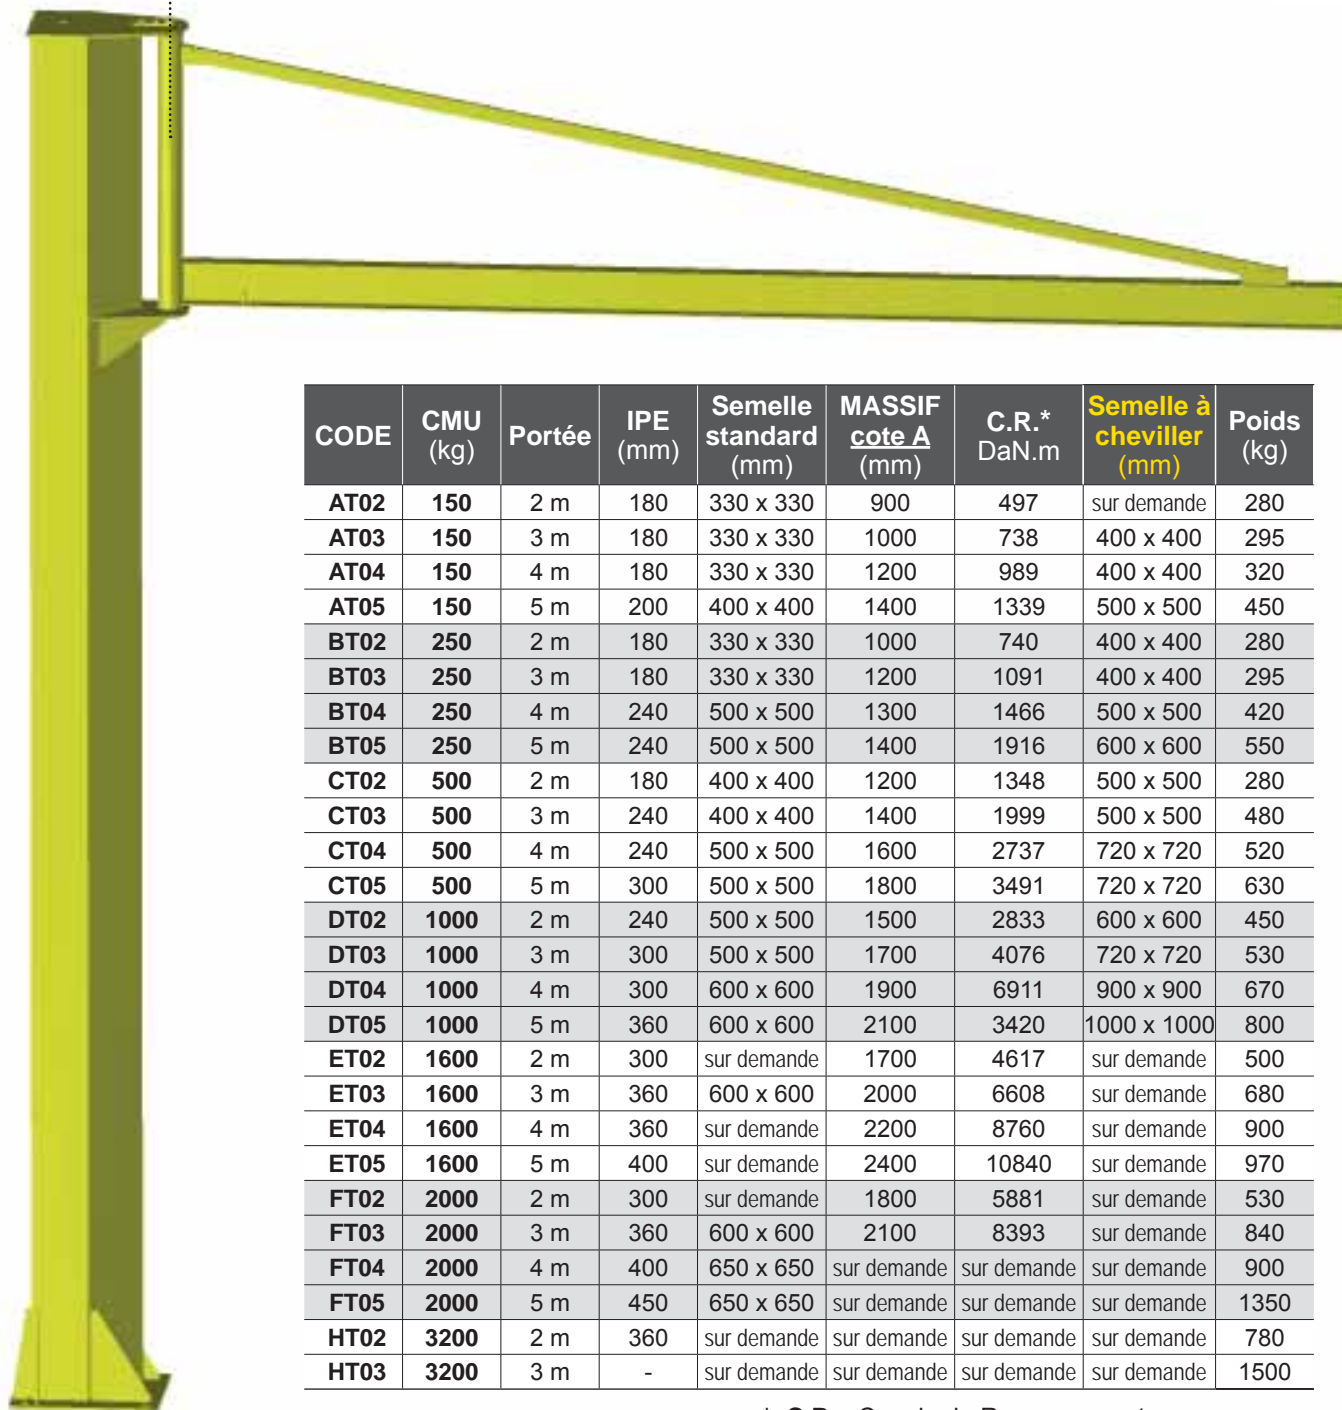 CODE CMU (kg) Portée IPE (mm) Semelle standard (mm) MASSIF cote A (mm) C.R.* DaN.m Semelle à cheviller (mm) Poids (kg)
AT02 150 2 m 180 330 x 330 900 497 sur demande 280
AT03 150 3 m 180 330 x 330 1000 738 400 x 400 295
AT04 150 4 m 180 330 x 330 1200 989 400 x 400 320
AT05 150 5 m 200 400 x 400 1400 1339 500 x 500 450
BT02 250 2 m 180 330 x 330 1000 740 400 x 400 280
BT03 250 3 m 180 330 x 330 1200 1091 400 x 400 295
BT04 250 4 m 240 500 x 500 1300 1466 500 x 500 420
BT05 250 5 m 240 500 x 500 1400 1916 600 x 600 550
CT02 500 2 m 180 400 x 400 1200 1348 500 x 500 280
CT03 500 3 m 240 400 x 400 1400 1999 500 x 500 480
CT04 500 4 m 240 500 x 500 1600 2737 720 x 720 520
CT05 500 5 m 300 500 x 500 1800 3491 720 x 720 630
DT02 1000 2 m 240 500 x 500 1500 2833 600 x 600 450
DT03 1000 3 m 300 500 x 500 1700 4076 720 x 720 530
DT04 1000 4 m 300 600 x 600 1900 6911 900 x 900 670
DT05 1000 5 m 360 600 x 600 2100 3420 1000 x 1000 800
ET02 1600 2 m 300 sur demande 1700 4617 sur demande 500
ET03 1600 3 m 360 600 x 600 2000 6608 sur demande 680
ET04 1600 4 m 360 sur demande 2200 8760 sur demande 900
ET05 1600 5 m 400 sur demande 2400 10840 sur demande 970
FT02 2000 2 m 300 sur demande 1800 5881 sur demande 530
FT03 2000 3 m 360 600 x 600 2100 8393 sur demande 840
FT04 2000 4 m 400 650 x 650 sur demande sur demande sur demande 900
FT05 2000 5 m 450 650 x 650 sur demande sur demande sur demande 1350
HT02 3200 2 m 360 sur demande sur demande sur demande sur demande 780
HT03 3200 3 m - sur demande sur demande sur demande sur demande 1500